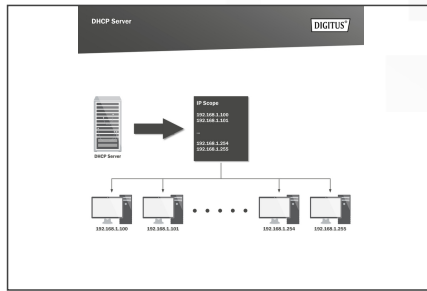 DHCP Server
DIGITUS®
IP Scope
192.168.1.100
192.168.1.101
...
192.168.1.254
192.168.1.255
DHCP Server
192.168.1.100
192.168.1.101
192.168.1.254
192.168.1.255